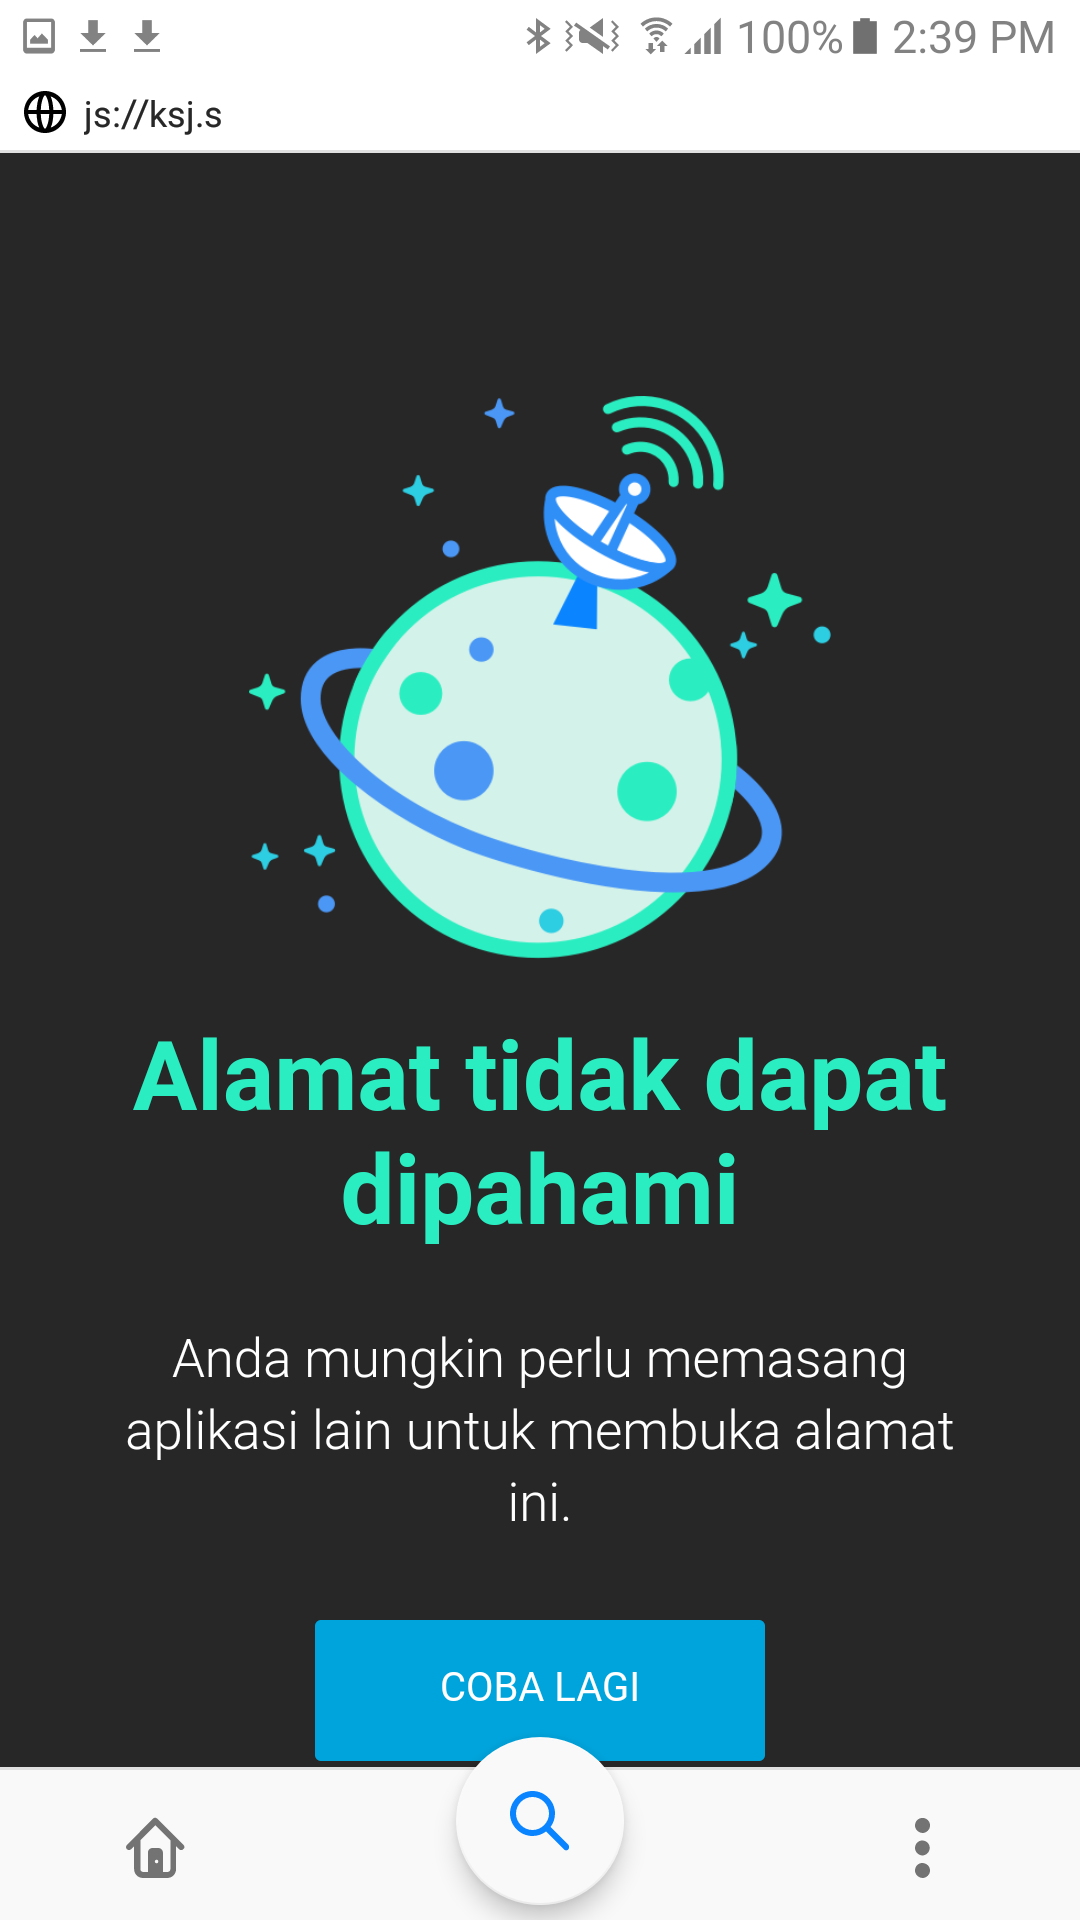 100% 2:39 PM
js://ksj.s
Alamat tidak dapat
dipahami
Anda mungkin perlu memasang
aplikasi lain untuk membuka alamat
ini.
COBA LAGI